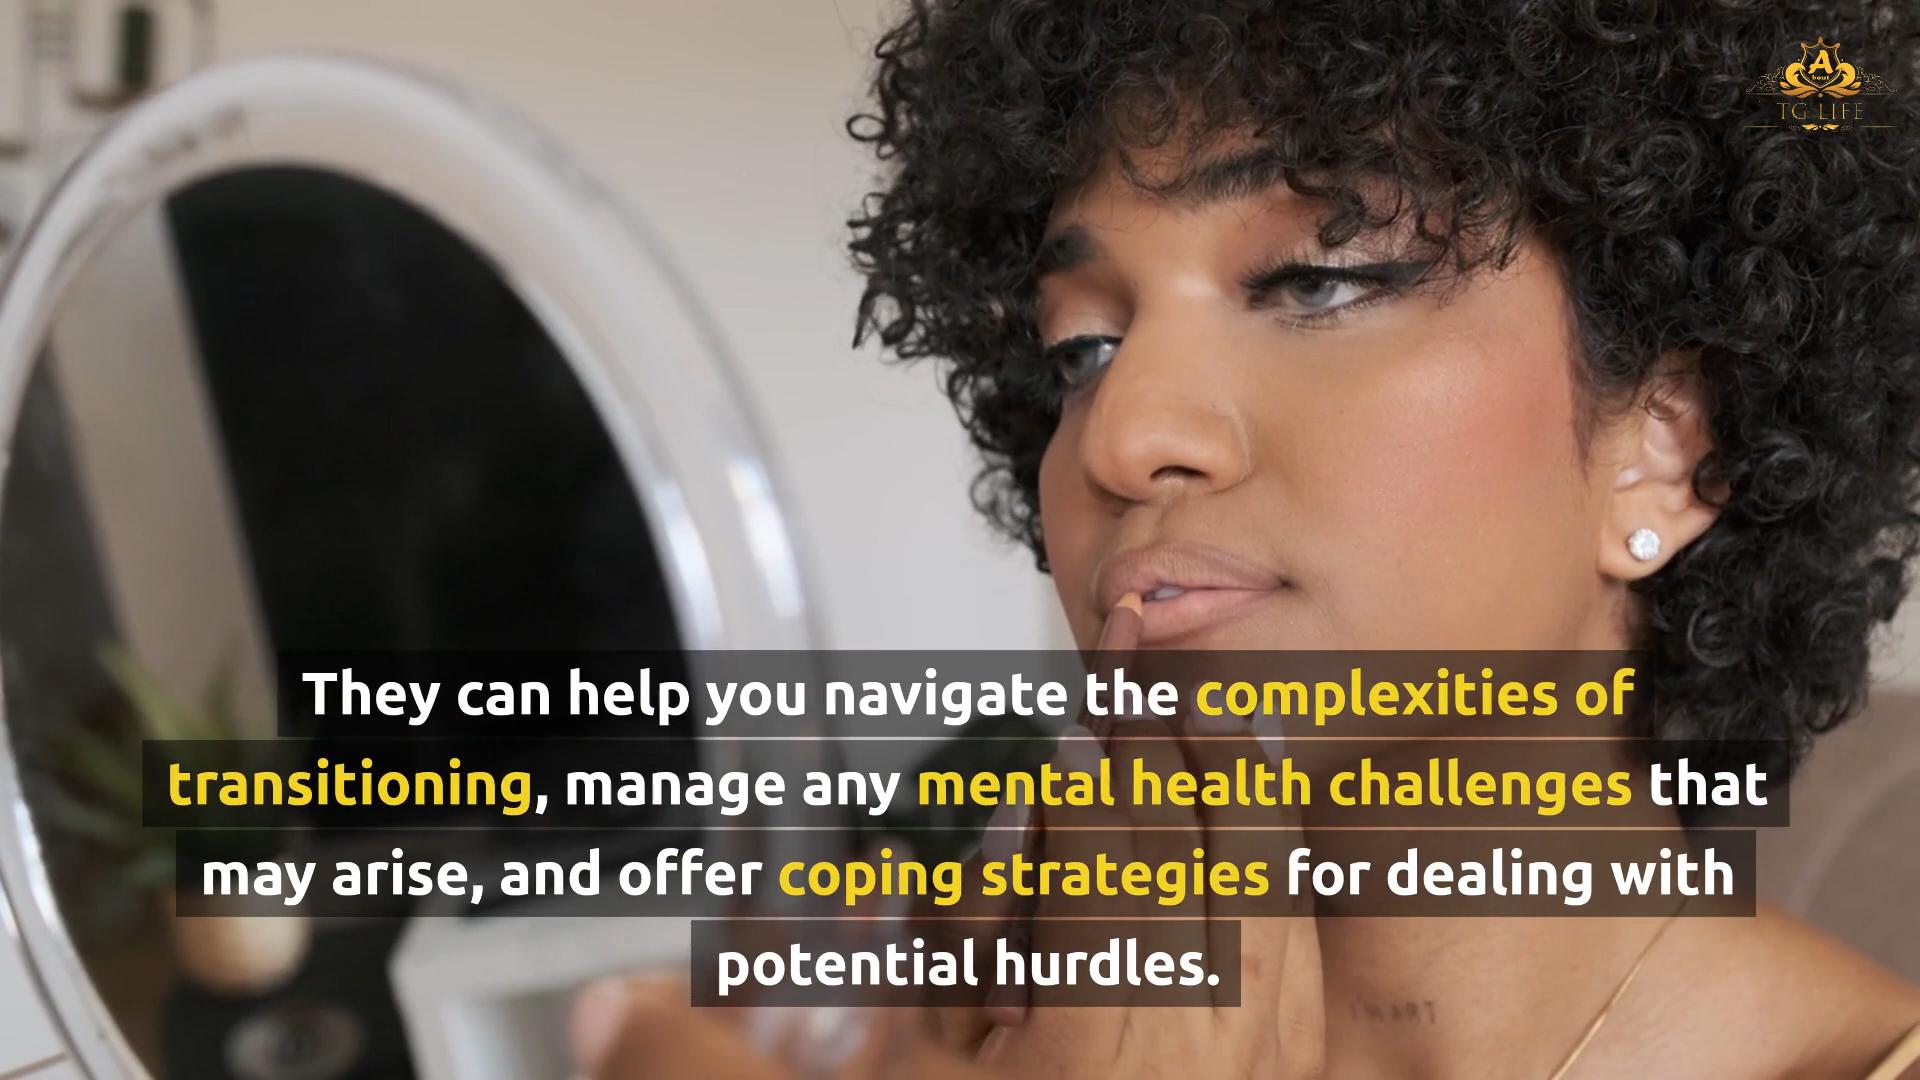 A
bout
TG LIFE
They can help you navigate the complexities of
transitioning, manage any mental health challenges that
may arise, and offer coping strategies for dealing with
potential hurdles.